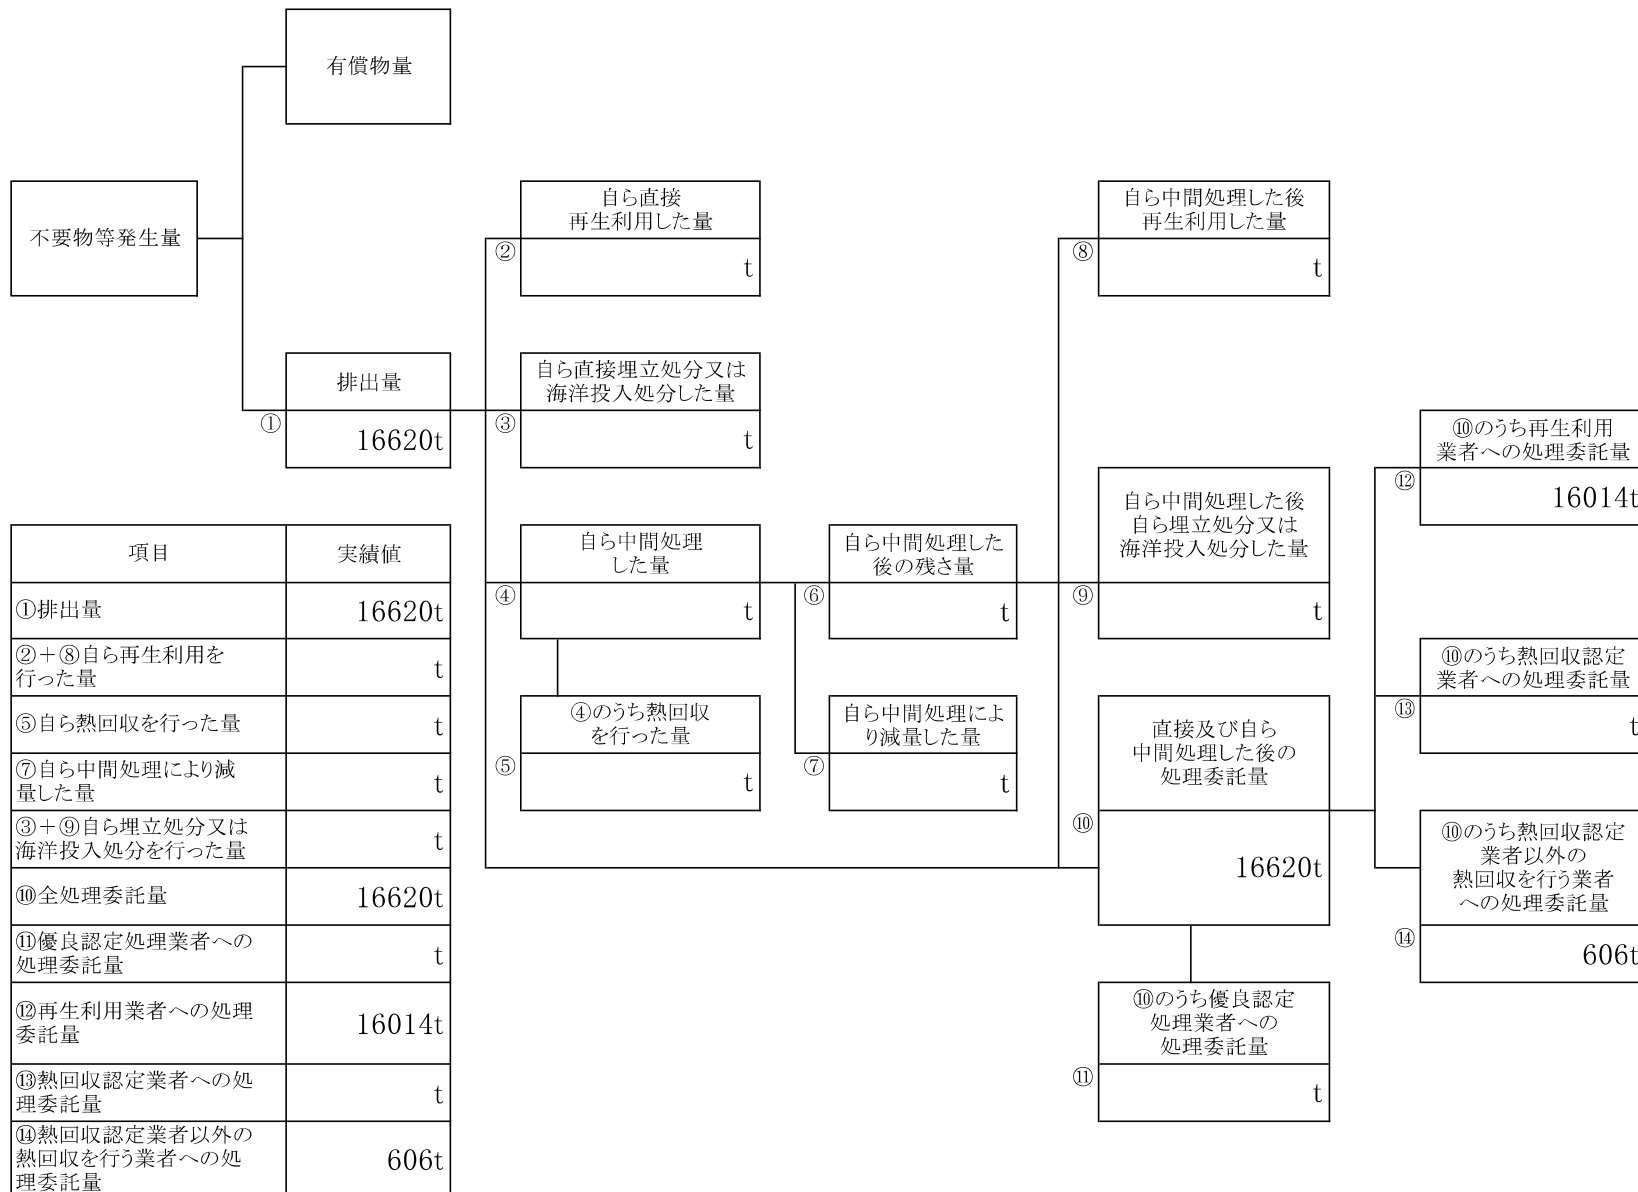 有償物量
不要物等発生量
①
排出量
16620t
②
自ら直接
再生利用した量
t
③
自ら直接埋立処分又は
海洋投入処分した量
t
④
自ら中間処理
した量
t
⑤
④のうち熱回収
を行った量
t
⑥
自ら中間処理した
後の残さ量
t
⑦
自ら中間処理によ
り減量した量
t
⑧
自ら中間処理した後
再生利用した量
t
⑨
自ら中間処理した後
自ら埋立処分又は
海洋投入処分した量
t
⑩
直接及び自ら
中間処理した後の
処理委託量
16620t
⑪
⑩のうち優良認定
処理業者への
処理委託量
t
⑫
⑩のうち再生利用
業者への処理委託量
16014t
⑬
⑩のうち熱回収認定
業者への処理委託量
t
⑭
⑩のうち熱回収認定
業者以外の
熱回収を行う業者
への処理委託量
606t
項目 実績値
①排出量 16620t
②+⑧自ら再生利用を
行った量 t
⑤自ら熱回収を行った量 t
⑦自ら中間処理により減
量した量 t
③+⑨自ら埋立処分又は
海洋投入処分を行った量 t
⑩全処理委託量 16620t
⑪優良認定処理業者への
処理委託量 t
⑫再生利用業者への処理
委託量 16014t
⑬熱回収認定業者への処
理委託量 t
⑭熱回収認定業者以外の
熱回収を行う業者への処
理委託量 606t